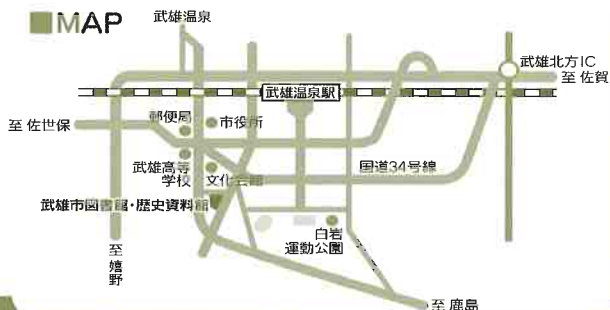 MAP
武雄温泉
武雄北方IC
至 佐賀
武雄温泉駅
郵便局
市役所
至 佐世保
武雄高等
学校
文化会館
国道34号線
武雄市図書館・歴史資料館
白岩
運動公園
至
嬉野
至 鹿島